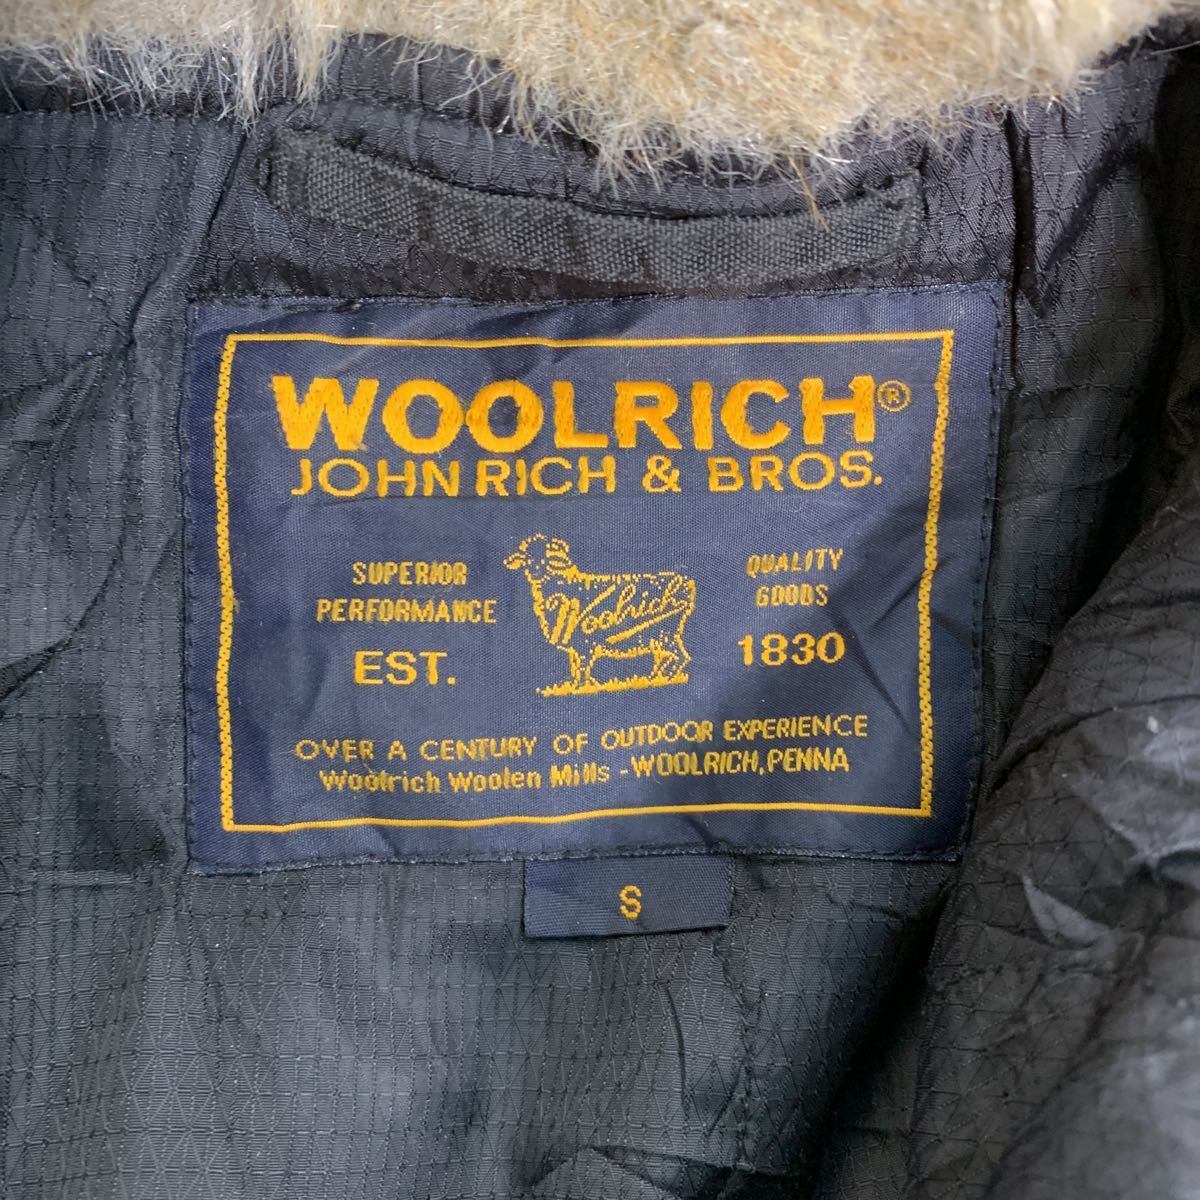 WOOLRICH®
JOHN RICH & BROS.
SUPERIOR
PERFORMANCE
EST.
Woolrich
QUALITY
GOODS
1830
OVER A CENTURY OF OUTDOOR EXPERIENCE
Woolrich Woolen Mills - WOOLRICH, PENNA
S